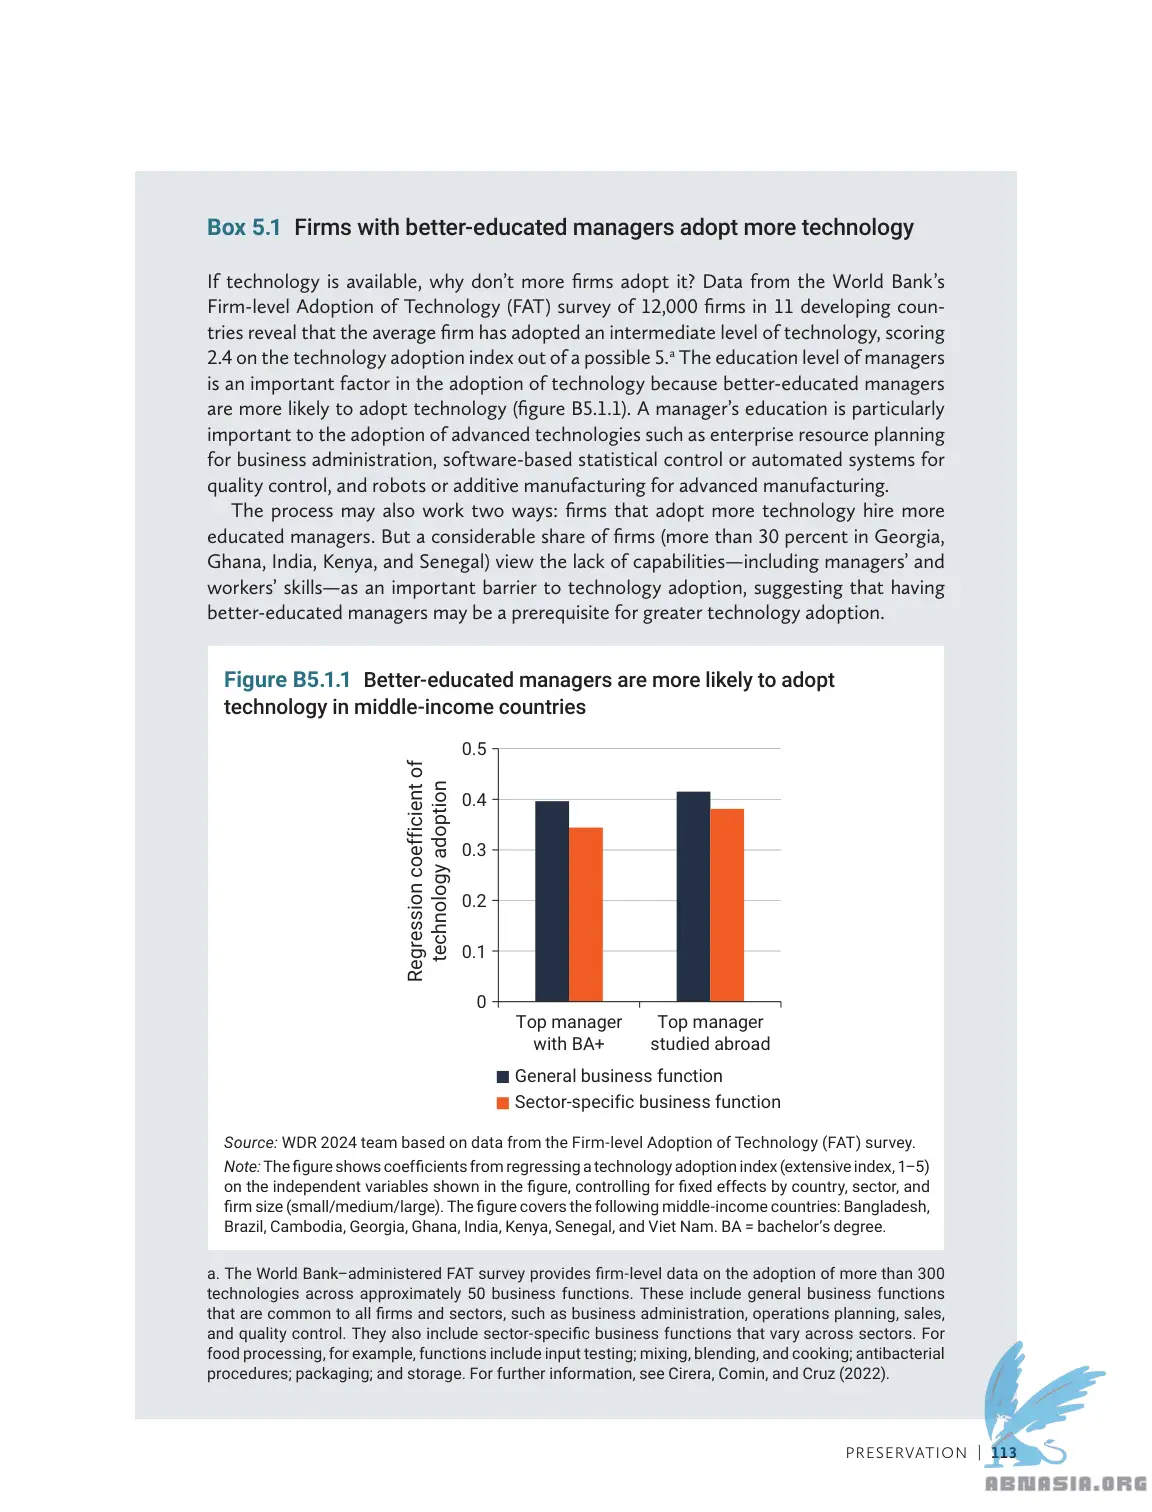 Box 5.1 Firms with better-educated managers adopt more technology
If technology is available, why don’t more firms adopt it? Data from the World Bank’s
Firm-level Adoption of Technology (FAT) survey of 12,000 firms in 11 developing coun-
tries reveal that the average firm has adopted an intermediate level of technology, scoring
2.4 on the technology adoption index out of a possible 5.ᵃ The education level of managers
is an important factor in the adoption of technology because better-educated managers
are more likely to adopt technology (figure B5.1.1). A manager’s education is particularly
important to the adoption of advanced technologies such as enterprise resource planning
for business administration, software-based statistical control or automated systems for
quality control, and robots or additive manufacturing for advanced manufacturing.
The process may also work two ways: firms that adopt more technology hire more
educated managers. But a considerable share of firms (more than 30 percent in Georgia,
Ghana, India, Kenya, and Senegal) view the lack of capabilities—including managers’ and
workers’ skills—as an important barrier to technology adoption, suggesting that having
better-educated managers may be a prerequisite for greater technology adoption.
Figure B5.1.1 Better-educated managers are more likely to adopt
technology in middle-income countries
Regression coefficient of
technology adoption
0.5
0.4
0.3
0.2
0.1
0
Top manager
with BA+
Top manager
studied abroad
General business function
Sector-specific business function
Source: WDR 2024 team based on data from the Firm-level Adoption of Technology (FAT) survey.
Note: The figure shows coefficients from regressing a technology adoption index (extensive index, 1–5)
on the independent variables shown in the figure, controlling for fixed effects by country, sector, and
firm size (small/medium/large). The figure covers the following middle-income countries: Bangladesh,
Brazil, Cambodia, Georgia, Ghana, India, Kenya, Senegal, and Viet Nam. BA = bachelor’s degree.
a. The World Bank–administered FAT survey provides firm-level data on the adoption of more than 300
technologies across approximately 50 business functions. These include general business functions
that are common to all firms and sectors, such as business administration, operations planning, sales,
and quality control. They also include sector-specific business functions that vary across sectors. For
food processing, for example, functions include input testing; mixing, blending, and cooking; antibacterial
procedures; packaging; and storage. For further information, see Cirera, Comin, and Cruz (2022).
PRESERVATION | 113
ABNASIA.ORG